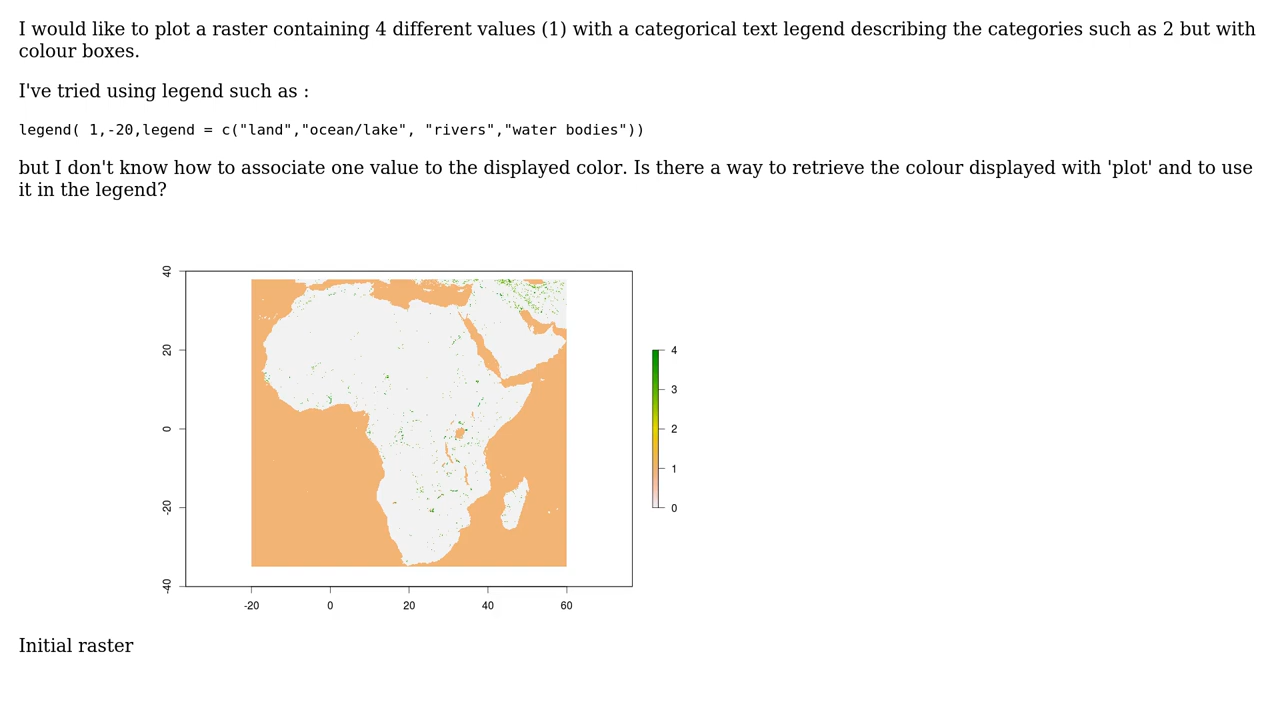 I would like to plot a raster containing 4 different values (1) with a categorical text legend describing the categories such as 2 but with
colour boxes.
I've tried using legend such as :
legend( 1,-20,legend = c("land","ocean/lake", "rivers","water bodies"))
but I don't know how to associate one value to the displayed color. Is there a way to retrieve the colour displayed with 'plot' and to use
it in the legend?
40
20
0
-20
-40
-20 0 20 40 60
4
3
2
1
0
Initial raster